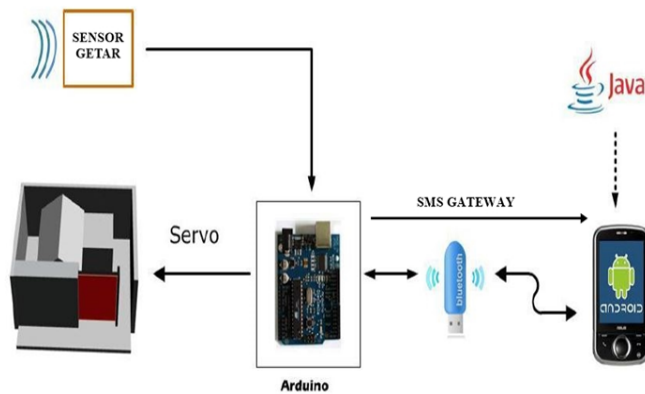 SENSOR
GETAR
Java
SMS GATEWAY
Servo
bluetooth
ANDROID
Arduino